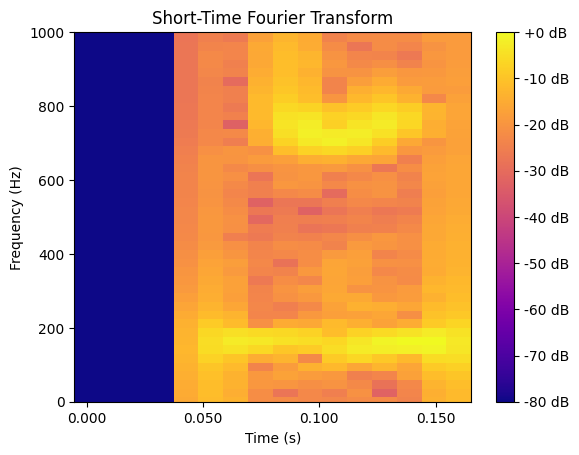 Short-Time Fourier Transform
1000
800
600
400
200
0
Frequency (Hz)
0.000
0.050
0.100
0.150
Time (s)
+0 dB
-10 dB
-20 dB
-30 dB
-40 dB
-50 dB
-60 dB
-70 dB
-80 dB